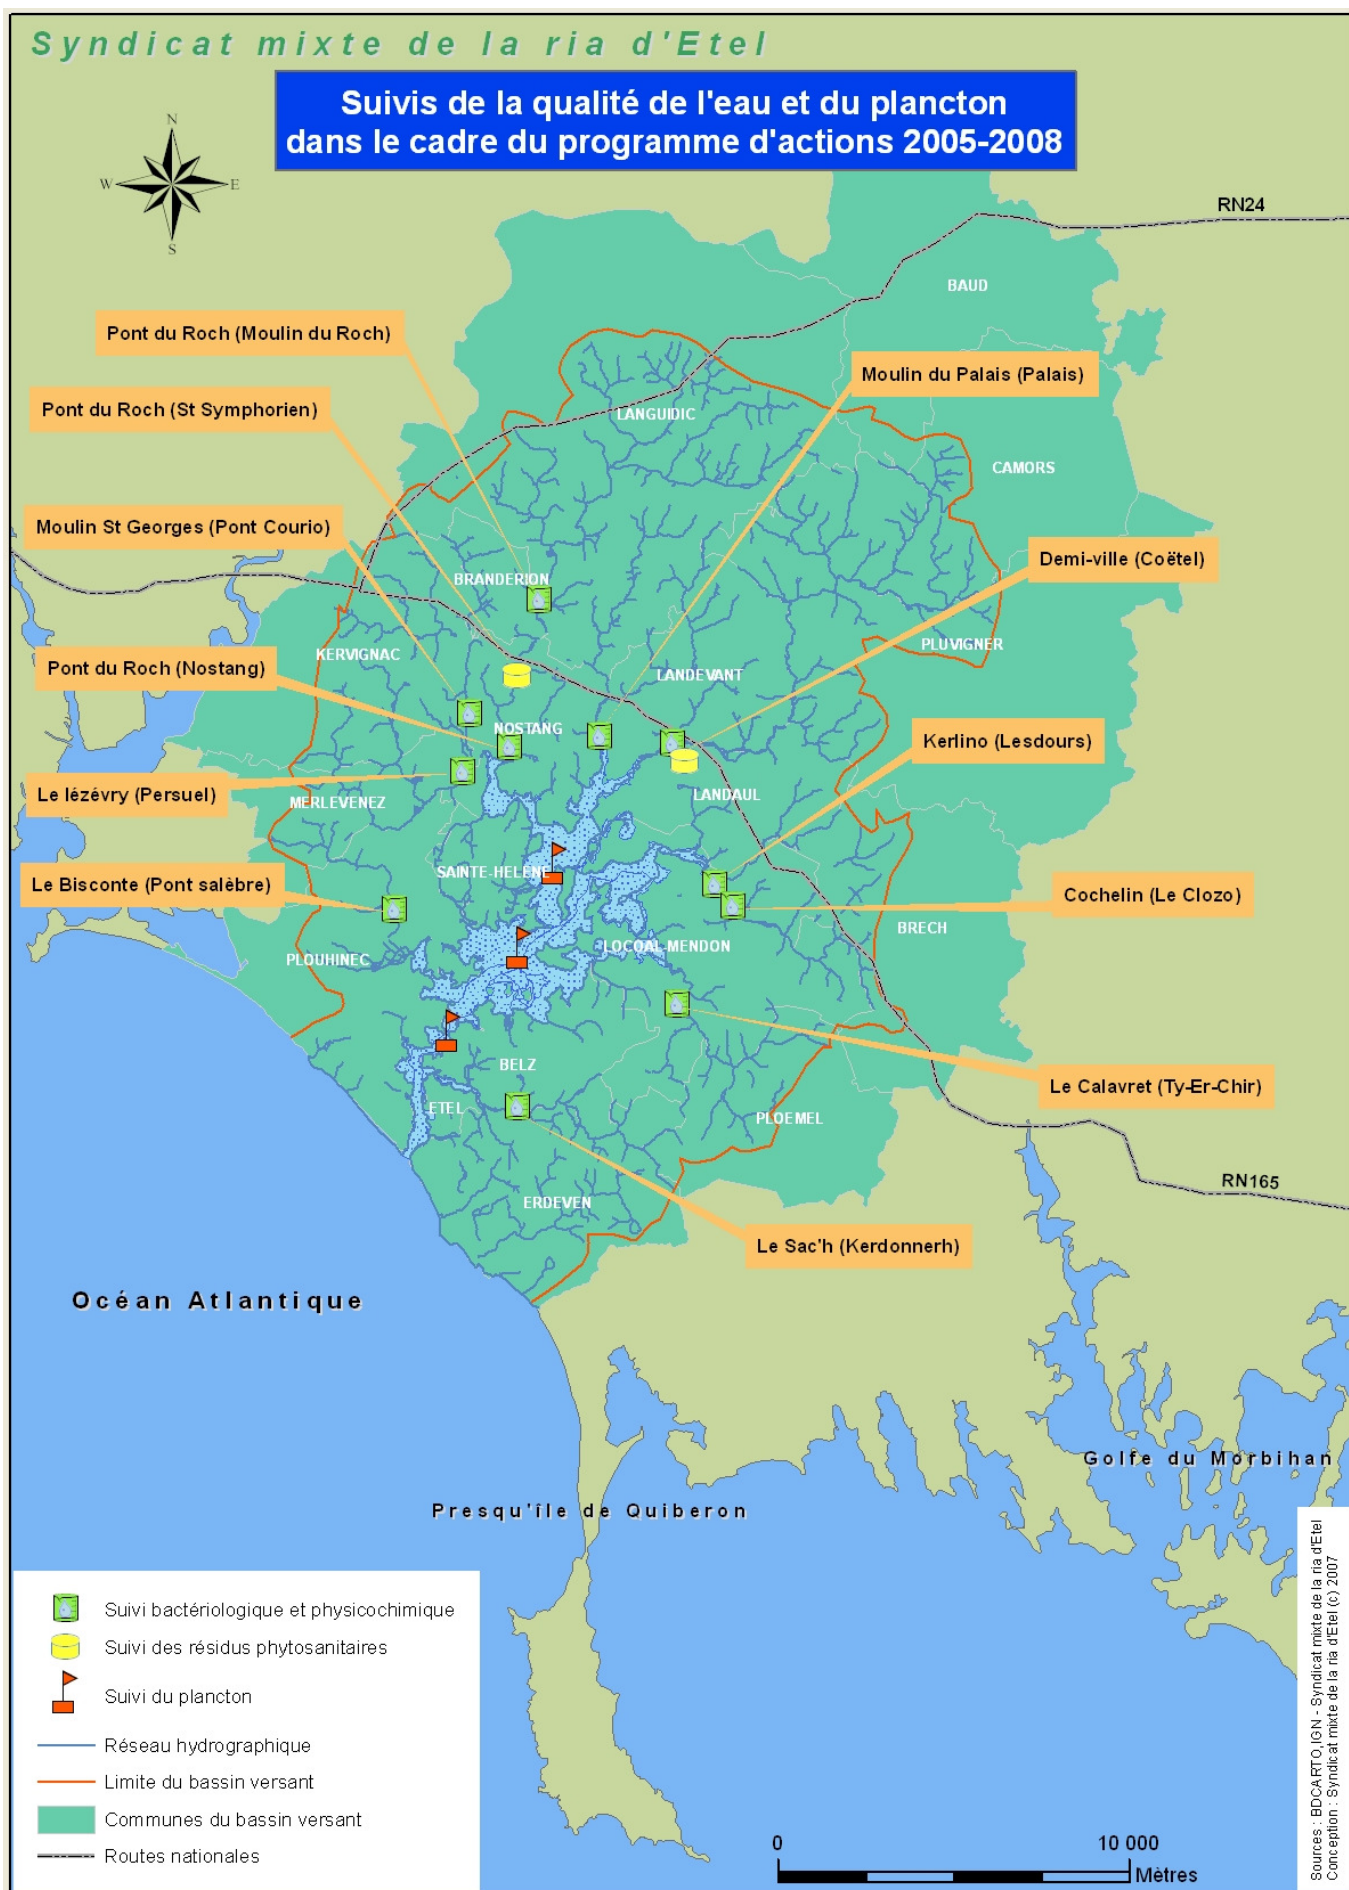 Syndicat mixte de la ria d'Etel
Suivis de la qualité de l'eau et du plancton
dans le cadre du programme d'actions 2005-2008
N
W
E
S
RN24
BAUD
Pont du Roch (Moulin du Roch)
Moulin du Palais (Palais)
Pont du Roch (St Symphorien)
LANGUIDIC
CAMORS
Moulin St Georges (Pont Courio)
Demi-ville (Coëtel)
BRANDERION
PLUVIGNER
KERVIGNAC
Pont du Roch (Nostang)
LANDEVANT
NOSTANG
Kerlino (Lesdours)
Le lézévry (Persuel)
MERLEVENEZ
LANDAUL
SAINTE-HELENE
Le Bisconte (Pont salèbre)
Cochelin (Le Clozo)
BRECH
LOCOAL-MENDON
PLOUHINEC
BELZ
Le Calavret (Ty-Er-Chir)
ETEL
PLOEMEL
RN165
ERDEVEN
Le Sac'h (Kerdonnerh)
Océan Atlantique
Golfe du Morbihan
Presqu'île de Quiberon
Suivi bactériologique et physicochimique
Suivi des résidus phytosanitaires
Suivi du plancton
Réseau hydrographique
Limite du bassin versant
Communes du bassin versant
Routes nationales
0
10 000
Mètres
Sources : BDCARTO,IGN - Syndicat mixte de la ria d'Etel
Conception : Syndicat mixte de la ria d'Etel (c) 2007